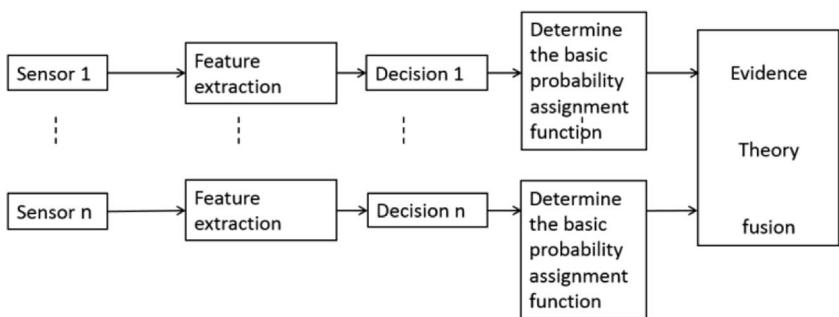 Sensor 1
Feature
extraction
Decision 1
Determine
the basic
probability
assignment
function
Evidence
Theory
fusion
Sensor n
Feature
extraction
Decision n
Determine
the basic
probability
assignment
function